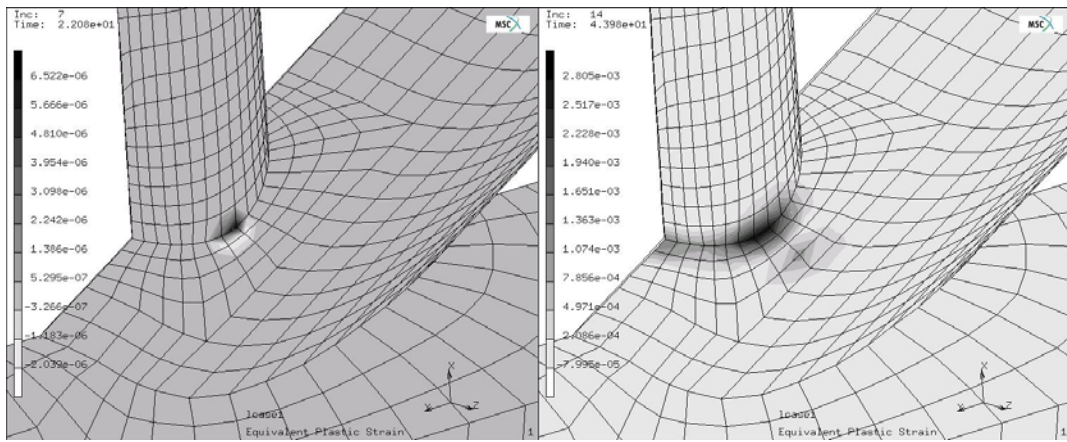 Inc: 7
Time: 2.208e+01
MSC
6.522e-06
5.666e-06
4.810e-06
3.954e-06
3.098e-06
2.242e-06
1.386e-06
5.295e-07
-3.266e-07
-1.183e-06
-2.039e-06
X
Y
Z
lcase1
Equivalent Plastic Strain
1
Inc: 14
Time: 4.398e+01
MSC
2.805e-03
2.517e-03
2.228e-03
1.940e-03
1.651e-03
1.363e-03
1.074e-03
7.856e-04
4.971e-04
2.086e-04
-7.995e-05
X
Y
Z
lcase1
Equivalent Plastic Strain
1